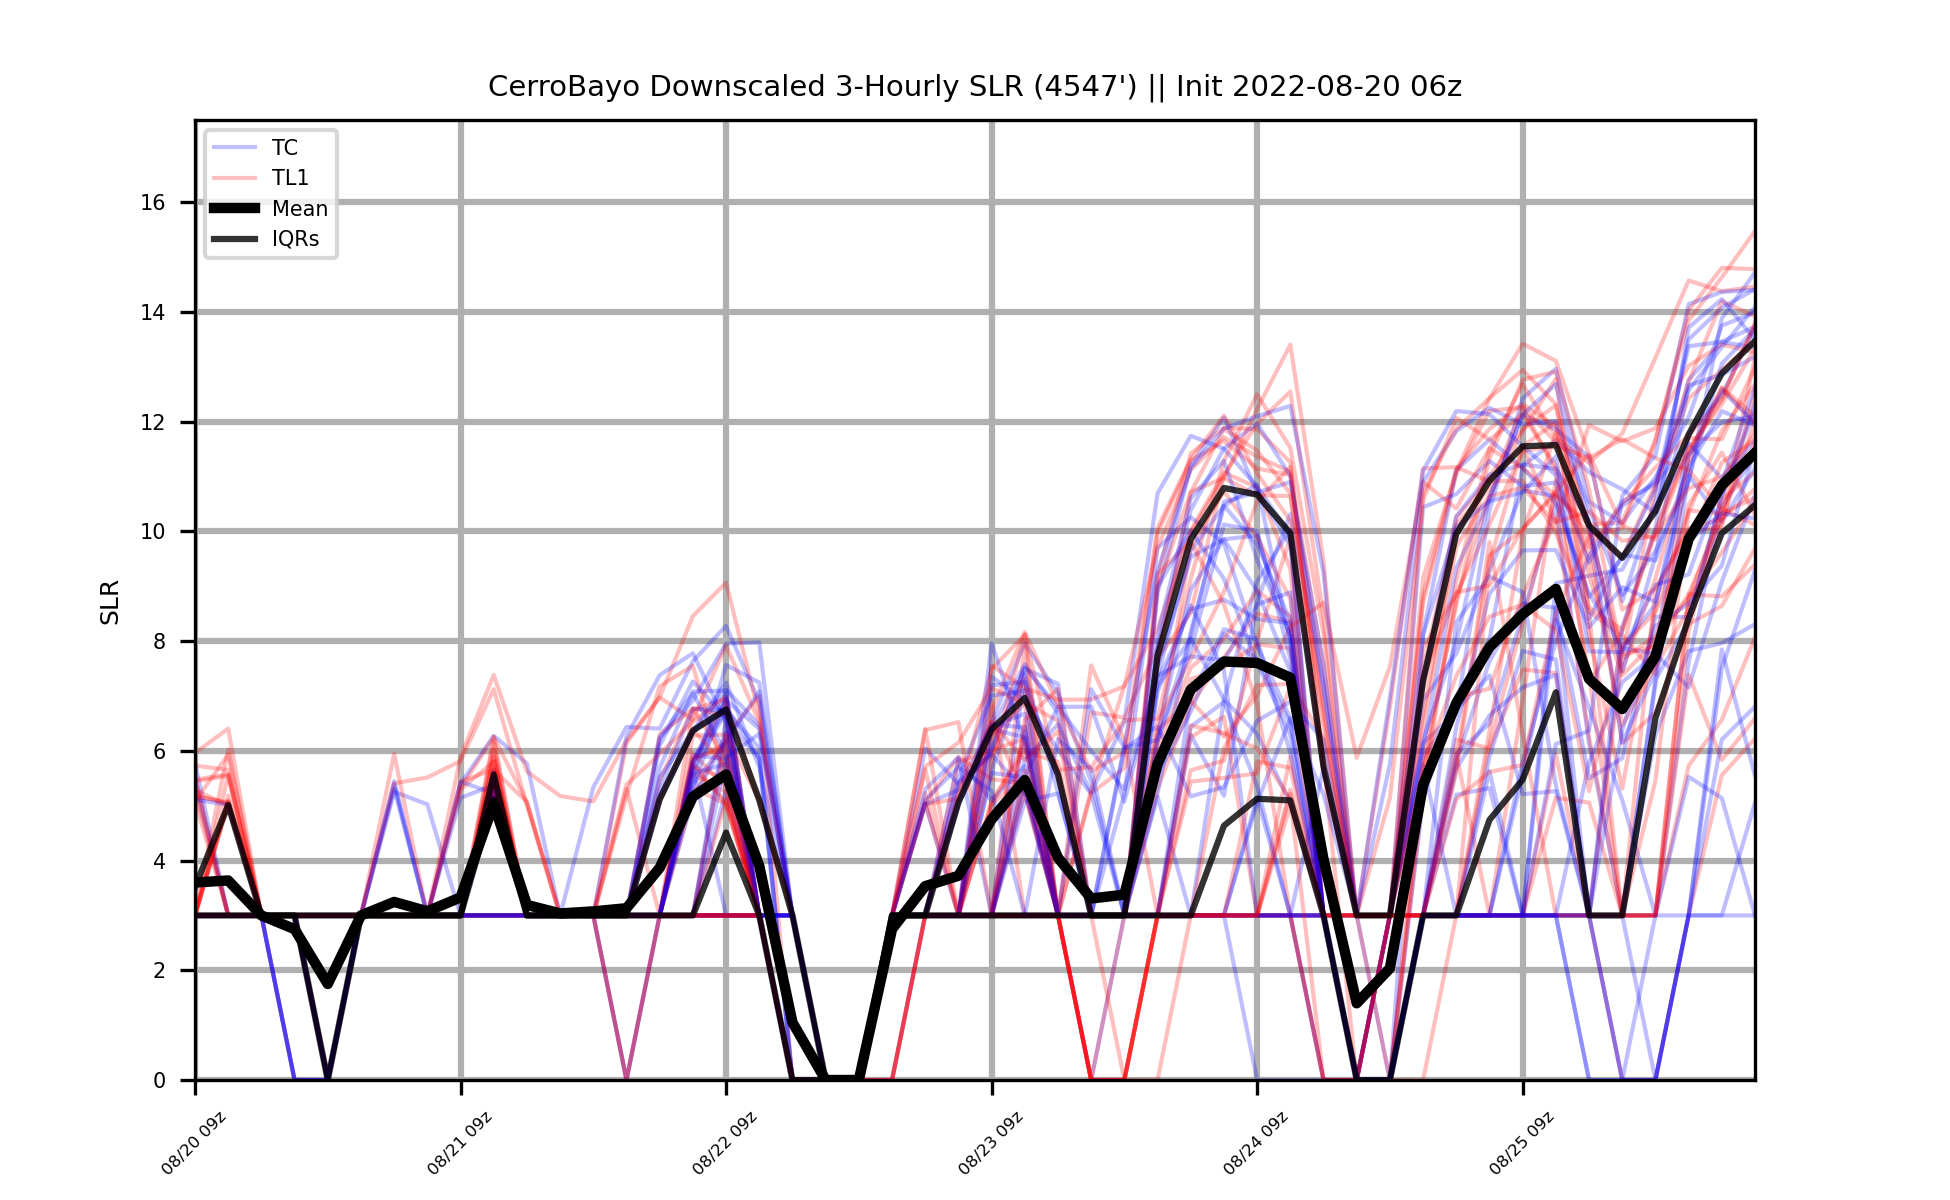 CerroBayo Downscaled 3-Hourly SLR (4547') || Init 2022-08-20 06z
TC
TL1
Mean
IQRs
SLR
16
14
12
10
8
6
4
2
0
08/20 09z
08/21 09z
08/22 09z
08/23 09z
08/24 09z
08/25 09z